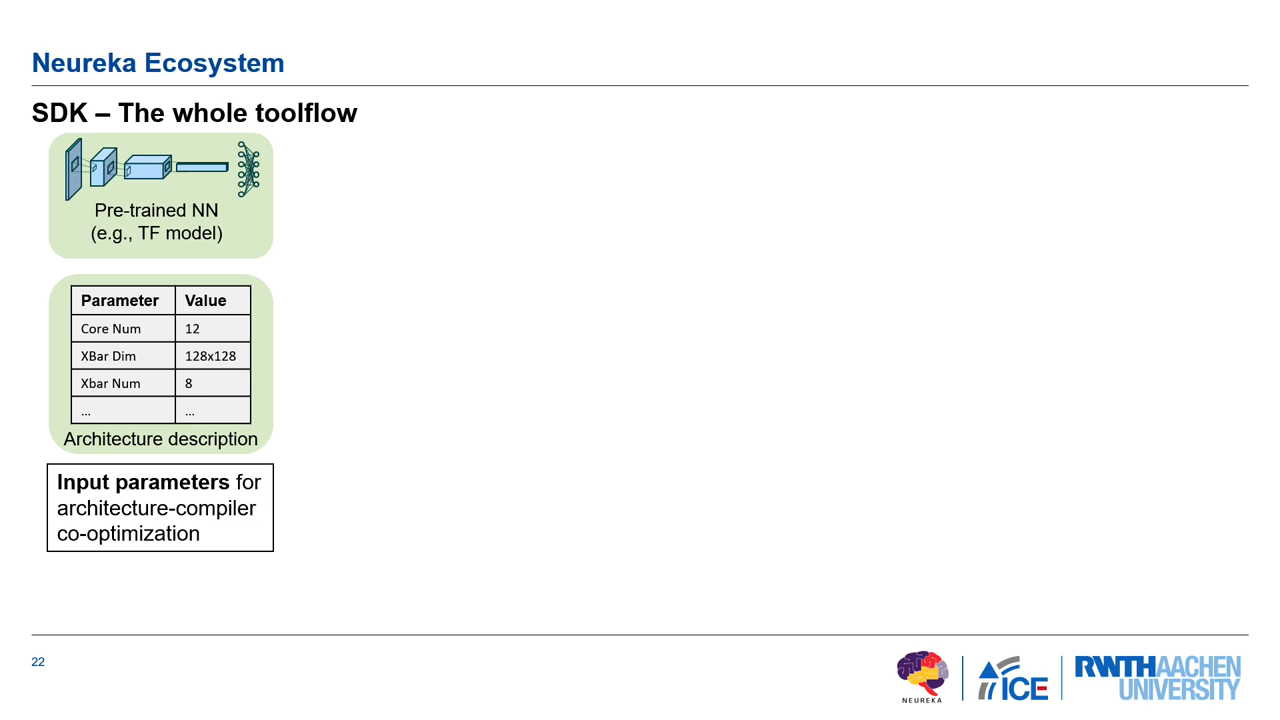 Neureka Ecosystem
SDK – The whole toolflow
Pre-trained NN
(e.g., TF model)
Parameter Value
Core Num 12
XBar Dim 128x128
Xbar Num 8
... ...
Architecture description
Input parameters for
architecture-compiler
co-optimization
22
NEUREKA
ICE
RWTHAACHEN
UNIVERSITY